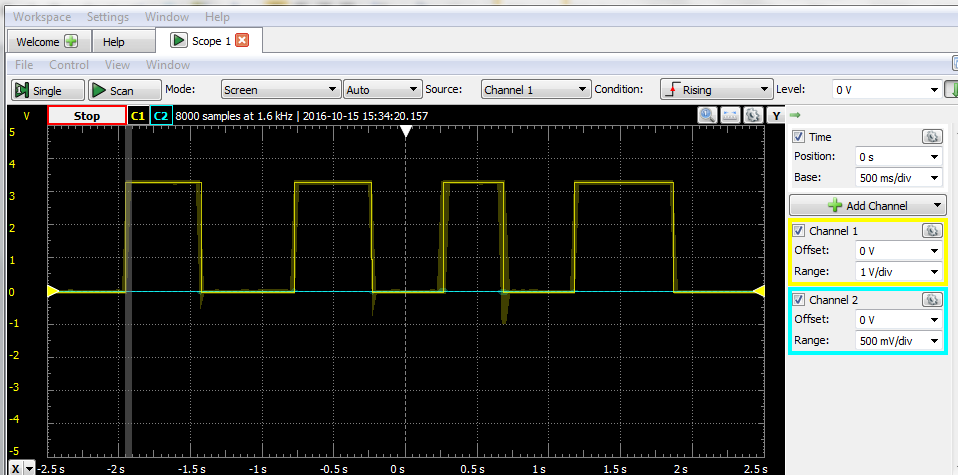 Workspace Settings Window Help
Welcome Help Scope 1
File Control View Window
Single Scan Mode: Screen Auto Source: Channel 1 Condition: Rising Level: 0 V
V Stop C1 C2 8000 samples at 1.6 kHz | 2016-10-15 15:34:20.157 Y
5
4
3
2
1
0
-1
-2
-3
-4
-5
X -2.5 s -2 s -1.5 s -1 s -0.5 s 0 s 0.5 s 1 s 1.5 s 2 s 2.5 s
Time
Position: 0 s
Base: 500 ms/div
Add Channel
Channel 1
Offset: 0 V
Range: 1 V/div
Channel 2
Offset: 0 V
Range: 500 mV/div